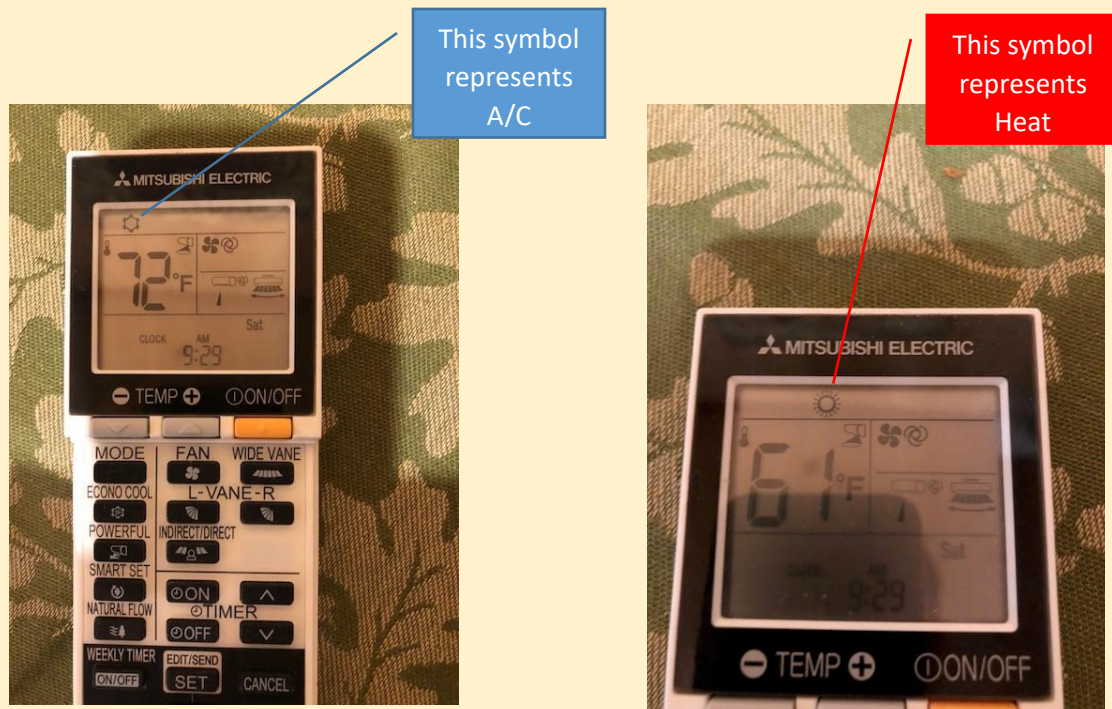 This symbol
represents
A/C
MITSUBISHI ELECTRIC
72°F
Sat
CLOCK AM
9:29
TEMP ON/OFF
MODE FAN WIDE VANE
ECONO COOL L-VANE-R
POWERFUL INDIRECT/DIRECT
SMART SET
ON
NATURAL FLOW TIMER
OFF
WEEKLY TIMER EDIT/SEND
ON/OFF SET CANCEL
This symbol
represents
Heat
MITSUBISHI ELECTRIC
61°F
Sat
CLOCK AM
9:29
TEMP ON/OFF